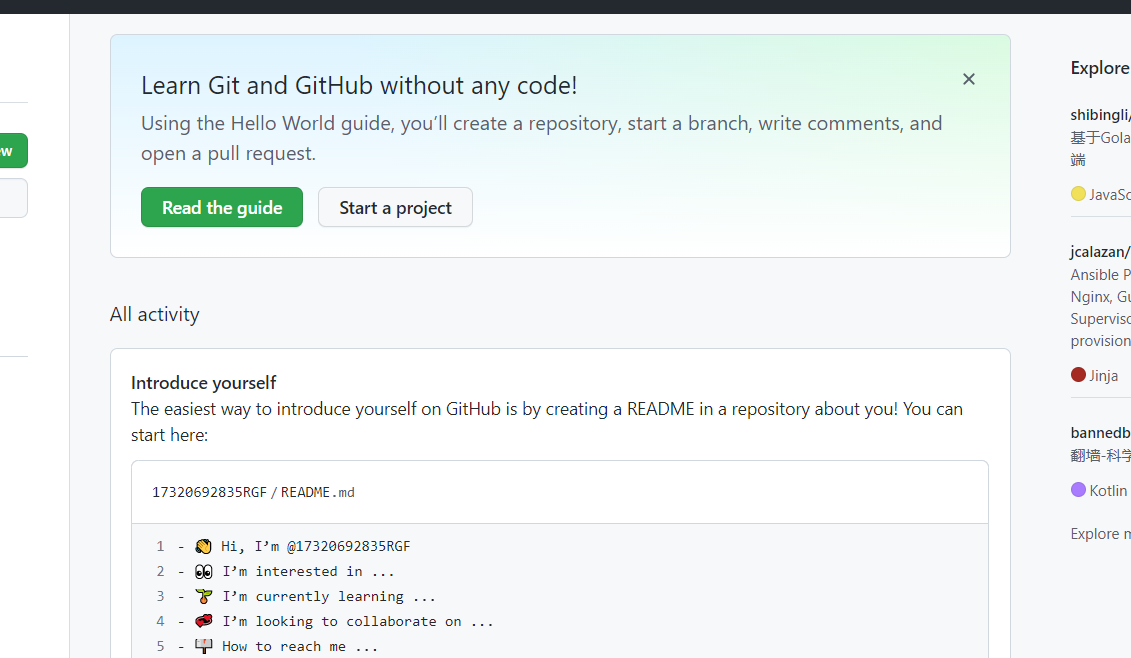 Learn Git and GitHub without any code!
Using the Hello World guide, you’ll create a repository, start a branch, write comments, and
open a pull request.
Read the guide
Start a project
All activity
Introduce yourself
The easiest way to introduce yourself on GitHub is by creating a README in a repository about you! You can
start here:
17320692835RGF / README.md
1 - 👋 Hi, I’m @17320692835RGF
2 - 👀 I’m interested in ...
3 - 🌱 I’m currently learning ...
4 - 💞️ I’m looking to collaborate on ...
5 - 📫 How to reach me ...
Explore
shibingli/
基于Gola
端
JavaSc
jcalazan/
Ansible P
Nginx, Gu
Superviso
provision
Jinja
bannedb
翻墙-科学
Kotlin
Explore m